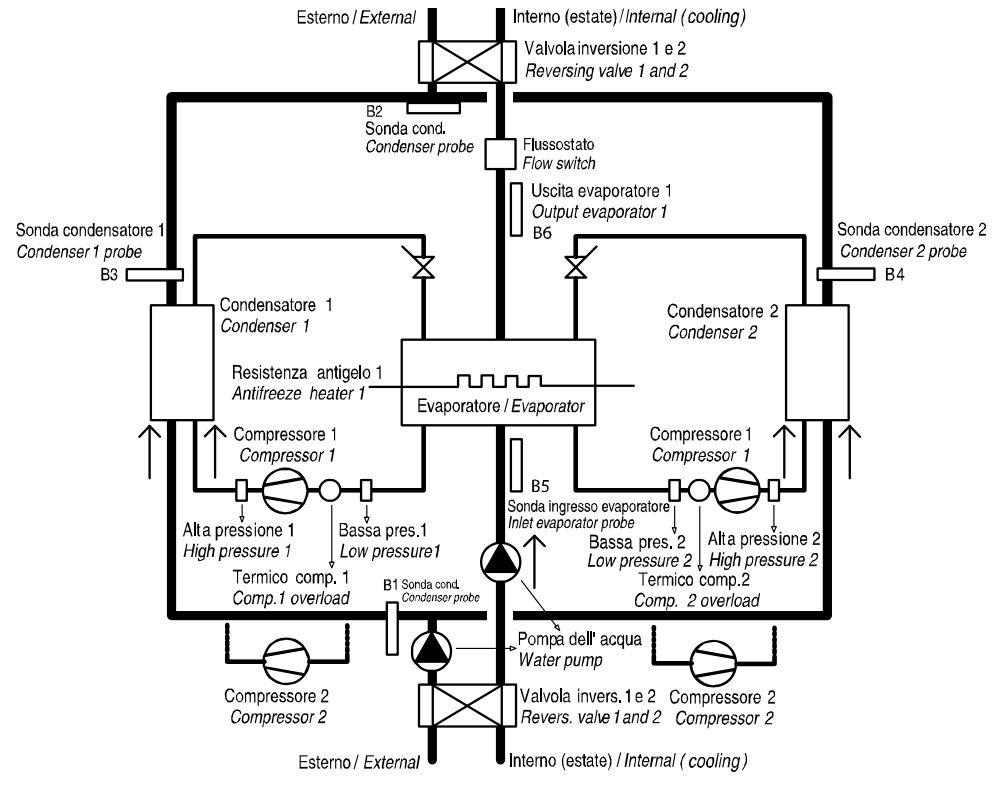 Esterno / External
Interno (estate) / Internal ( cooling)
Valvola inversione 1 e 2
Reversing valve 1 and 2
B2
Sonda cond.
Condenser probe
Flussostato
Flow switch
Uscita evaporatore 1
Output evaporator 1
B6
Sonda condensatore 1
Condenser 1 probe
B3
Sonda condensatore 2
Condenser 2 probe
B4
Condensatore 1
Condenser 1
Condensatore 2
Condenser 2
Resistenza antigelo 1
Antifreeze heater 1
Evaporatore / Evaporator
Compressore 1
Compressor 1
Compressore 1
Compressor 1
B5
Sonda ingresso evaporatore
Inlet evaporator probe
Alta pressione 1
High pressure 1
Bassa pres.1
Low pressure1
Bassa pres. 2
Low pressure 2
Alta pressione 2
High pressure 2
Termico comp. 1
Comp.1 overload
Termico comp.2
Comp. 2 overload
B1 Sonda cond.
Condenser probe
Pompa dell' acqua
Water pump
Compressore 2
Compressor 2
Valvola invers. 1 e 2
Revers. valve 1 and 2
Compressore 2
Compressor 2
Esterno / External
Interno (estate) / Internal ( cooling)